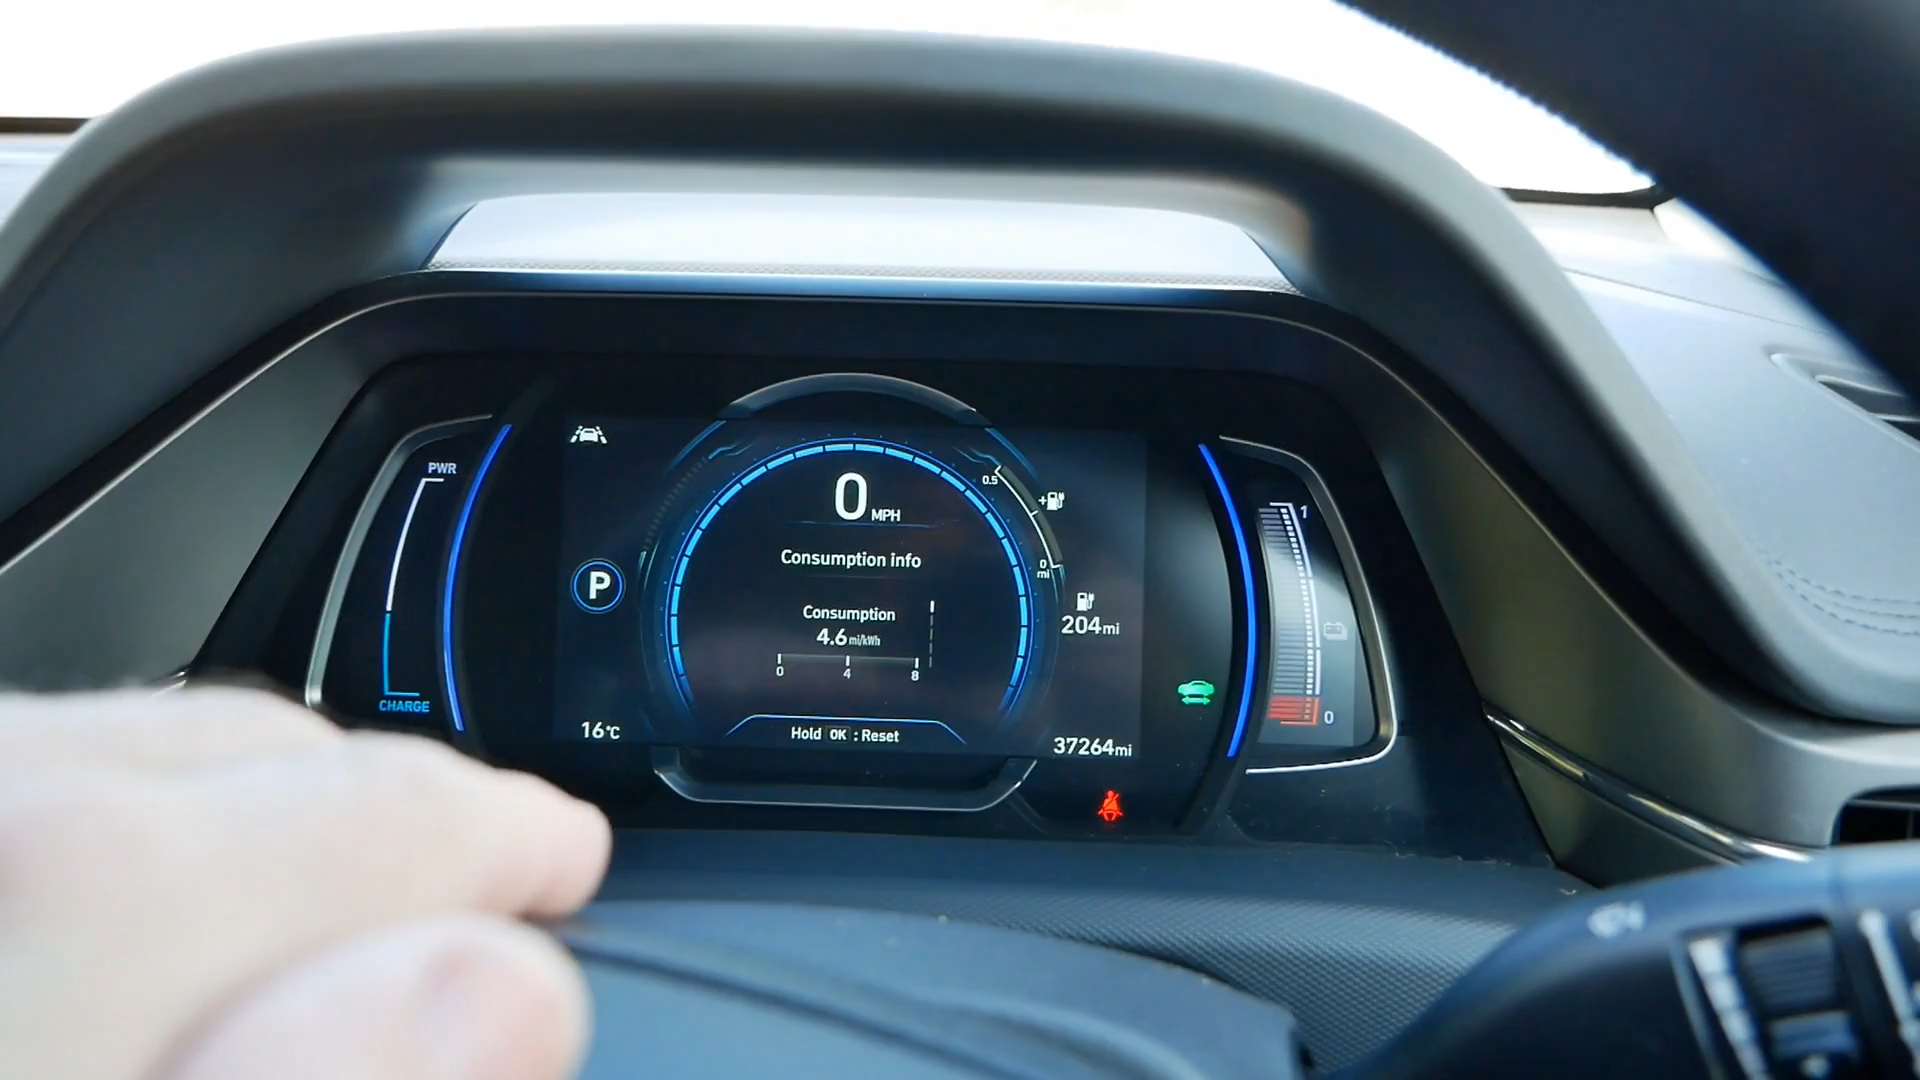 PWR
CHARGE
P
16°C
0 MPH
Consumption info
Consumption
4.6 mi/kWh
0 4 8
Hold OK : Reset
0.5
+
0
mi
204mi
37264mi
1
0